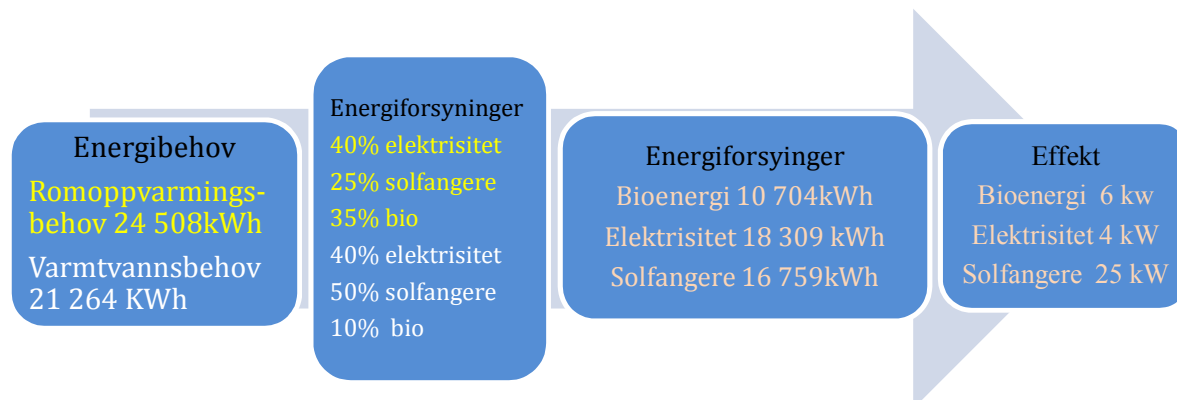 Energibehov
Romoppvarmings-
behov 24 508kWh
Varmtvannsbehov
21 264 KWh
Energiforsyninger
40% elektrisitet
25% solfangere
35% bio
40% elektrisitet
50% solfangere
10% bio
Energiforsyinger
Bioenergi 10 704kWh
Elektrisitet 18 309 kWh
Solfangere 16 759kWh
Effekt
Bioenergi 6 kw
Elektrisitet 4 kW
Solfangere 25 kW